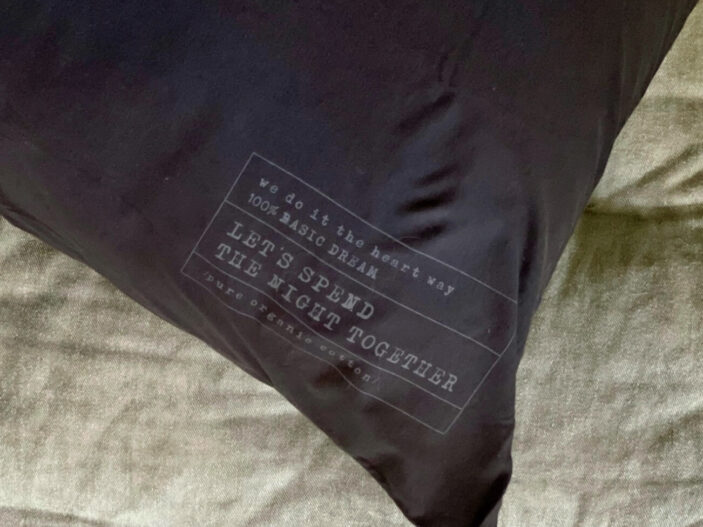 we do it the heart way
100% BASIC DREAM
LET'S SPEND
THE NIGHT TOGETHER
/pure organic cotton/